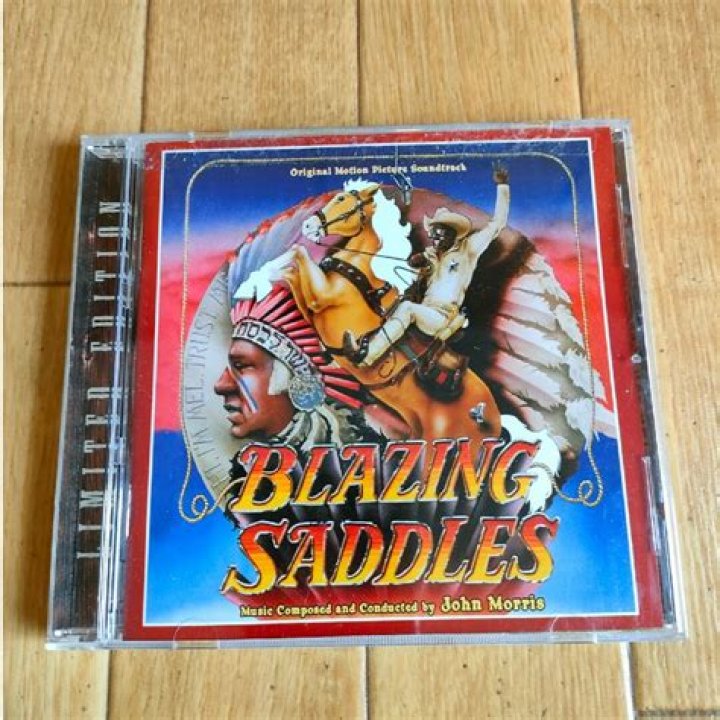 LIMITED EDITION
Original Motion Picture Soundtrack
BLAZING
SADDLES
Music Composed and Conducted by John Morris